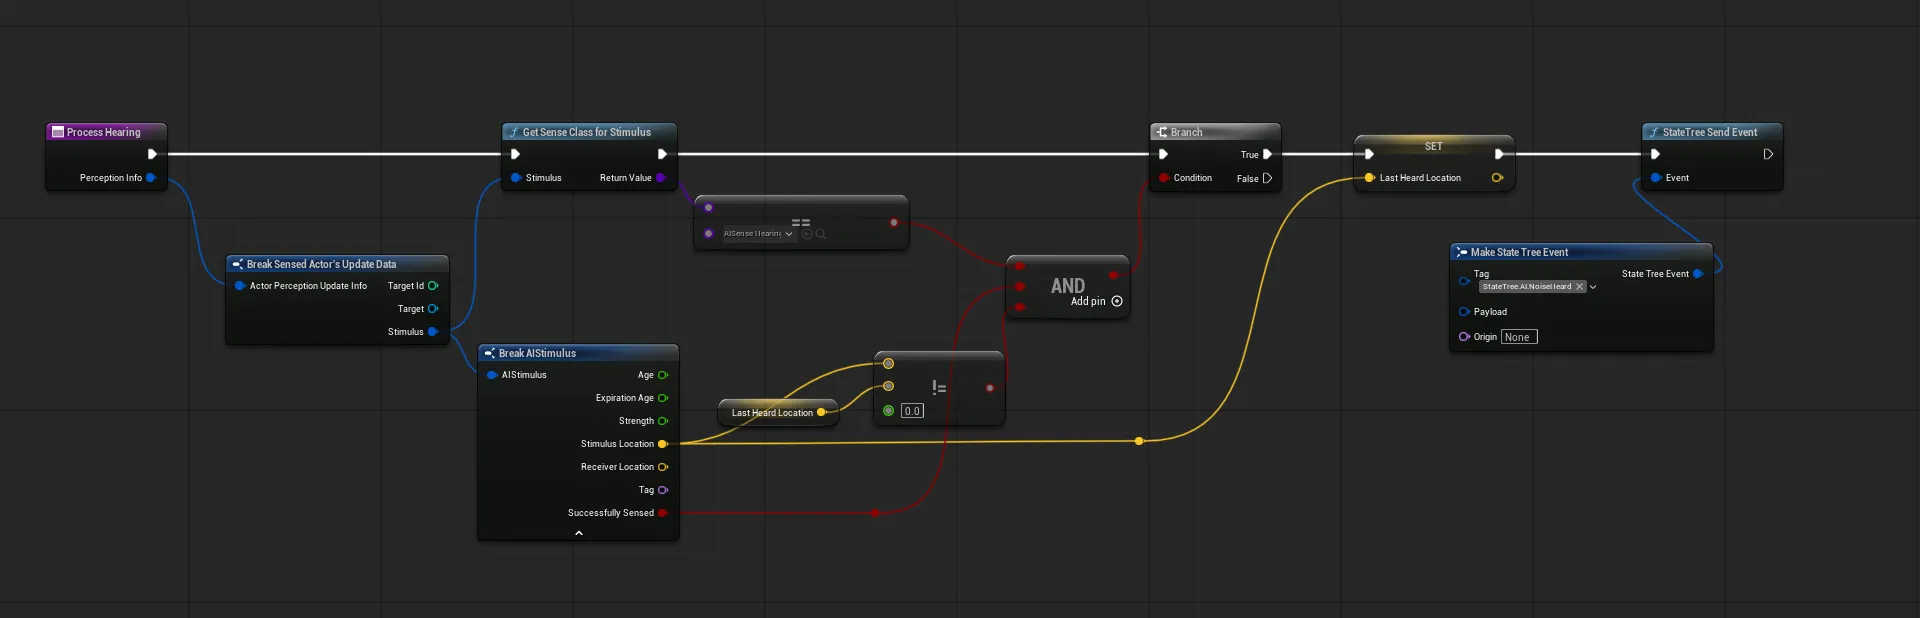 Process Hearing
Perception Info
Break Sensed Actor's Update Data
Actor Perception Update Info
Target Id
Target
Stimulus
Get Sense Class for Stimulus
Stimulus
Return Value
==
AISense Hearing
Break AIStimulus
AIStimulus
Age
Expiration Age
Strength
Stimulus Location
Receiver Location
Tag
Successfully Sensed
Last Heard Location
!=
0.0
AND
Add pin
Branch
True
Condition
False
SET
Last Heard Location
StateTree Send Event
Event
Make State Tree Event
Tag
State Tree Event
StateTree.AI.NoiseHeard
Payload
Origin None